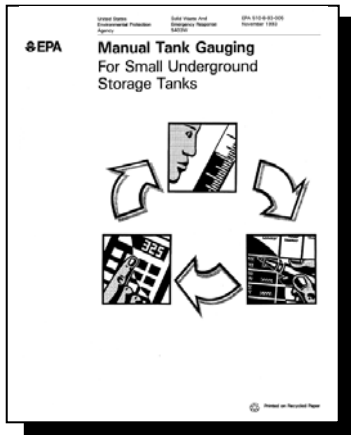 United States
Environmental Protection
Agency
Solid Waste And
Emergency Response
5403W
EPA 510-B-93-005
November 1993
EPA
Manual Tank Gauging
For Small Underground
Storage Tanks
325
Printed on Recycled Paper